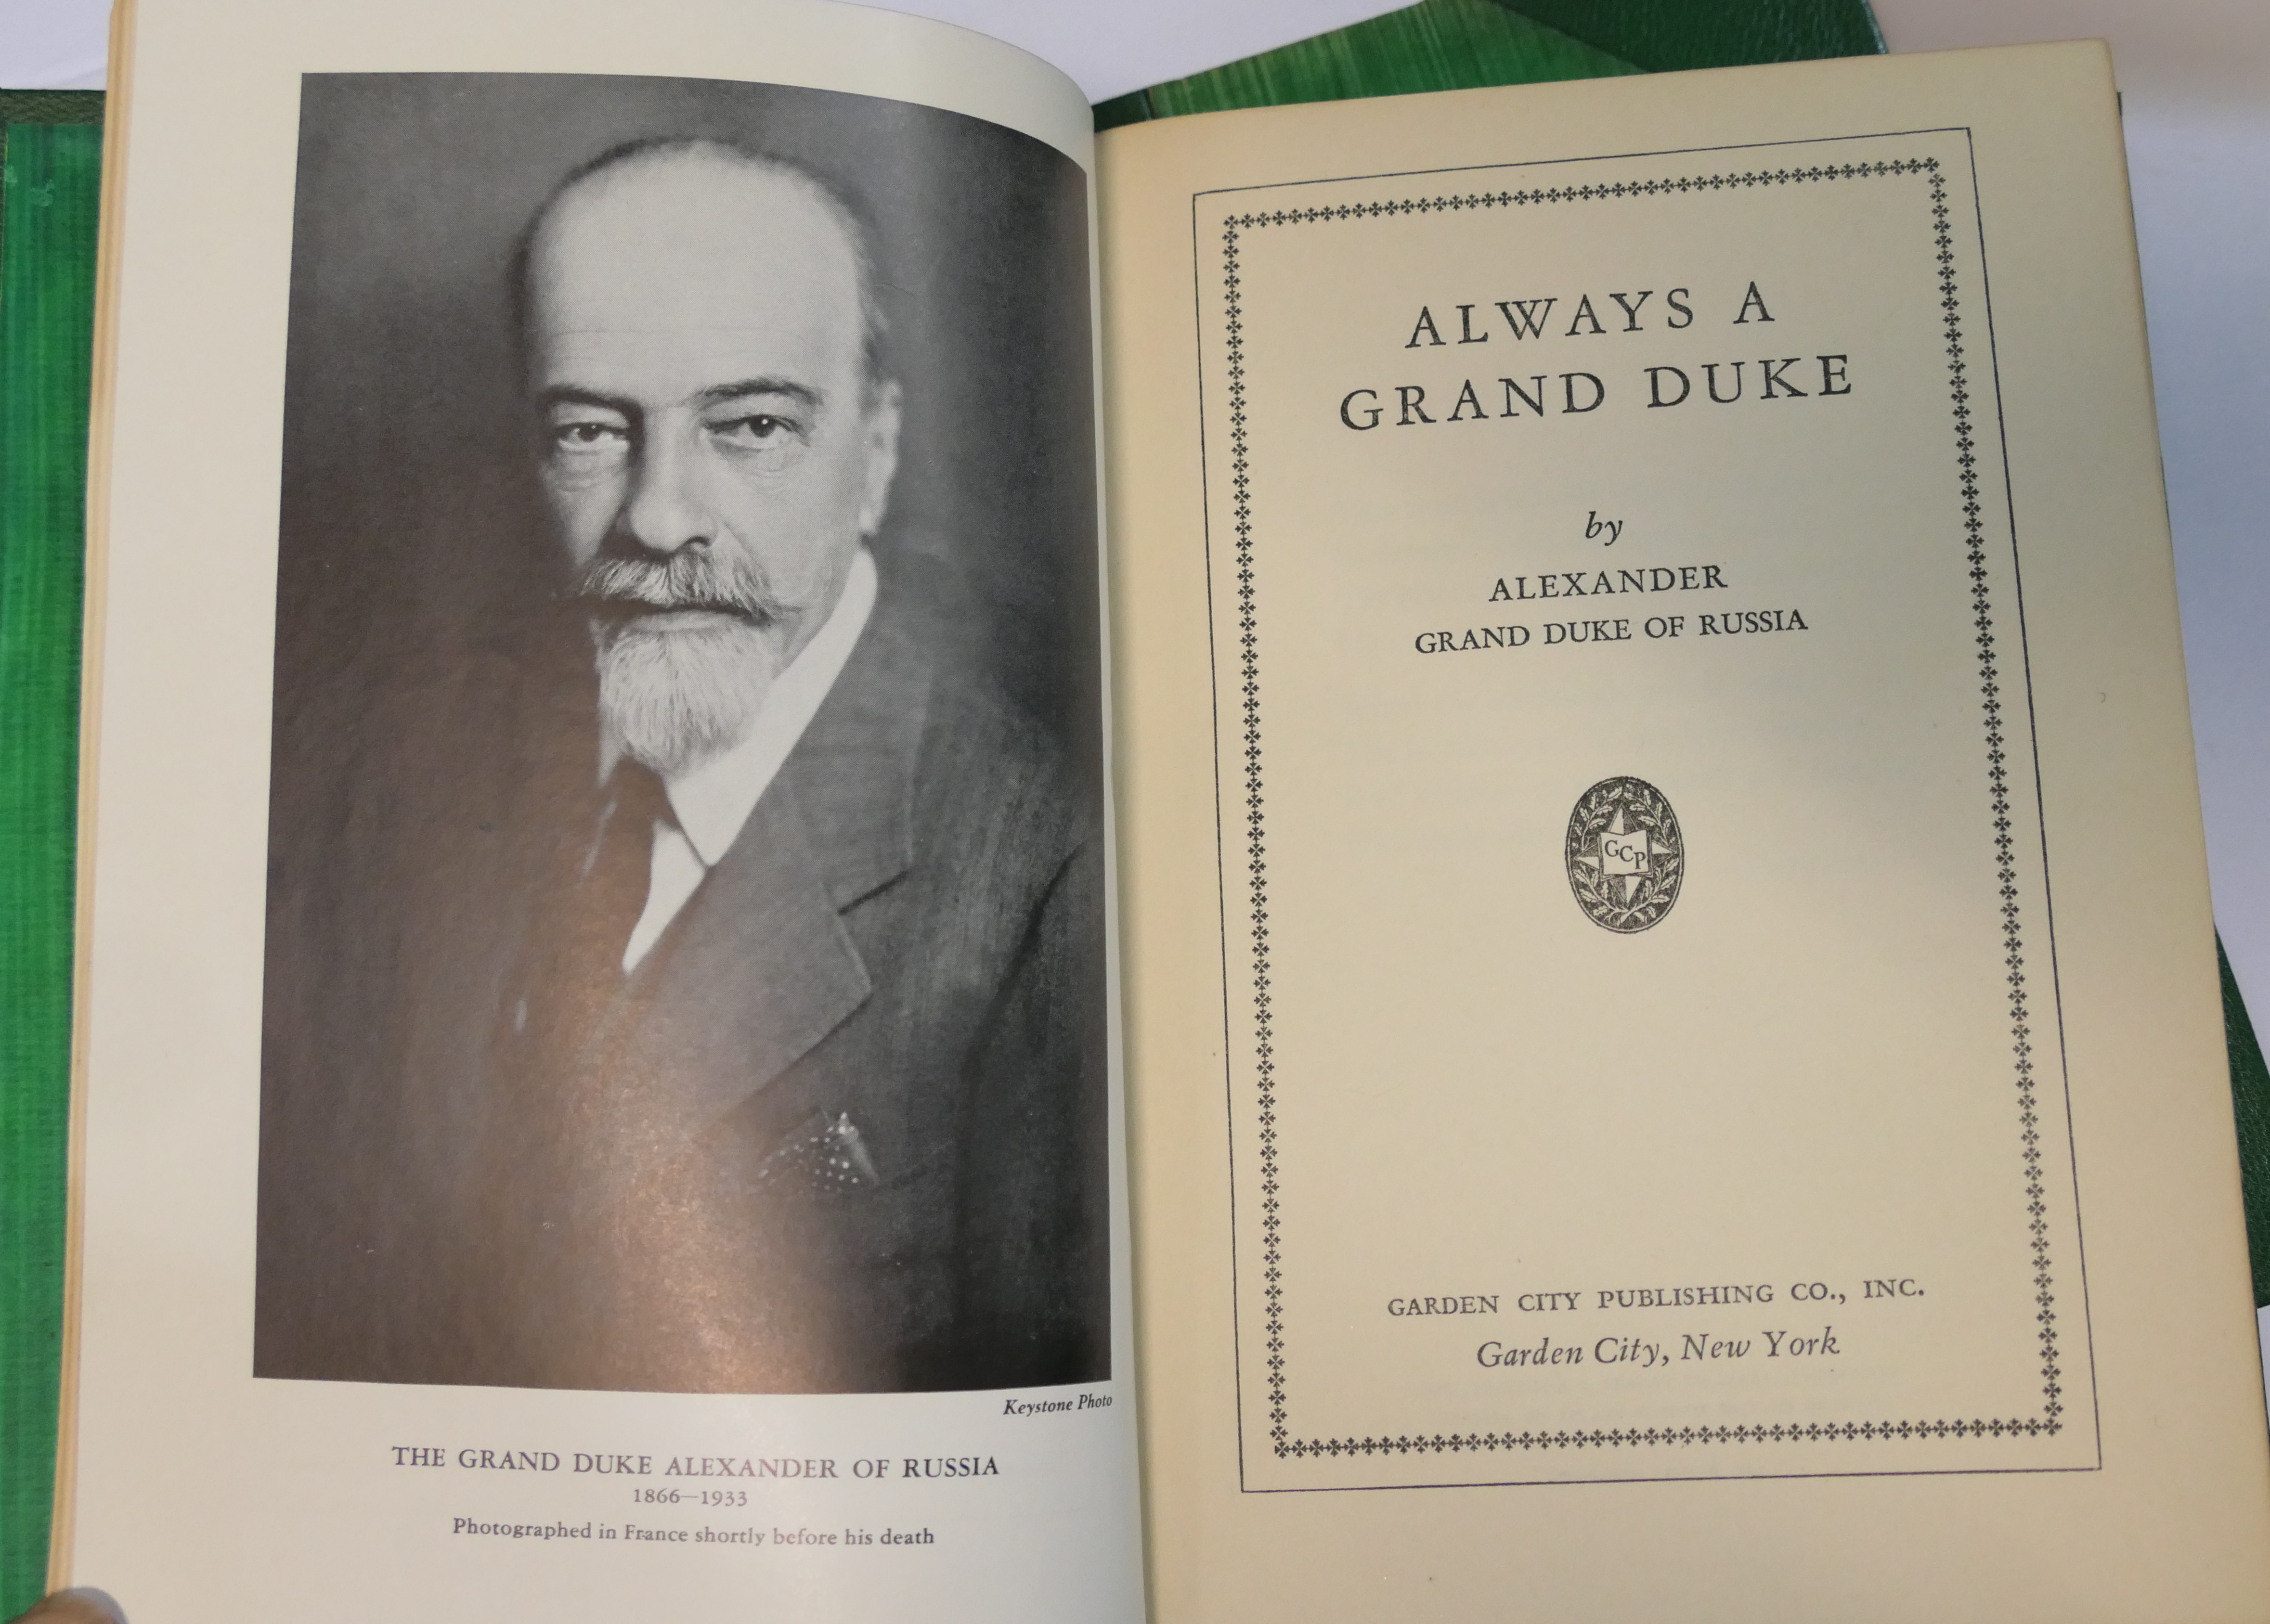 Keystone Photo
THE GRAND DUKE ALEXANDER OF RUSSIA
1866—1933
Photographed in France shortly before his death
ALWAYS A
GRAND DUKE
by
ALEXANDER
GRAND DUKE OF RUSSIA
GCP
GARDEN CITY PUBLISHING CO., INC.
Garden City, New York